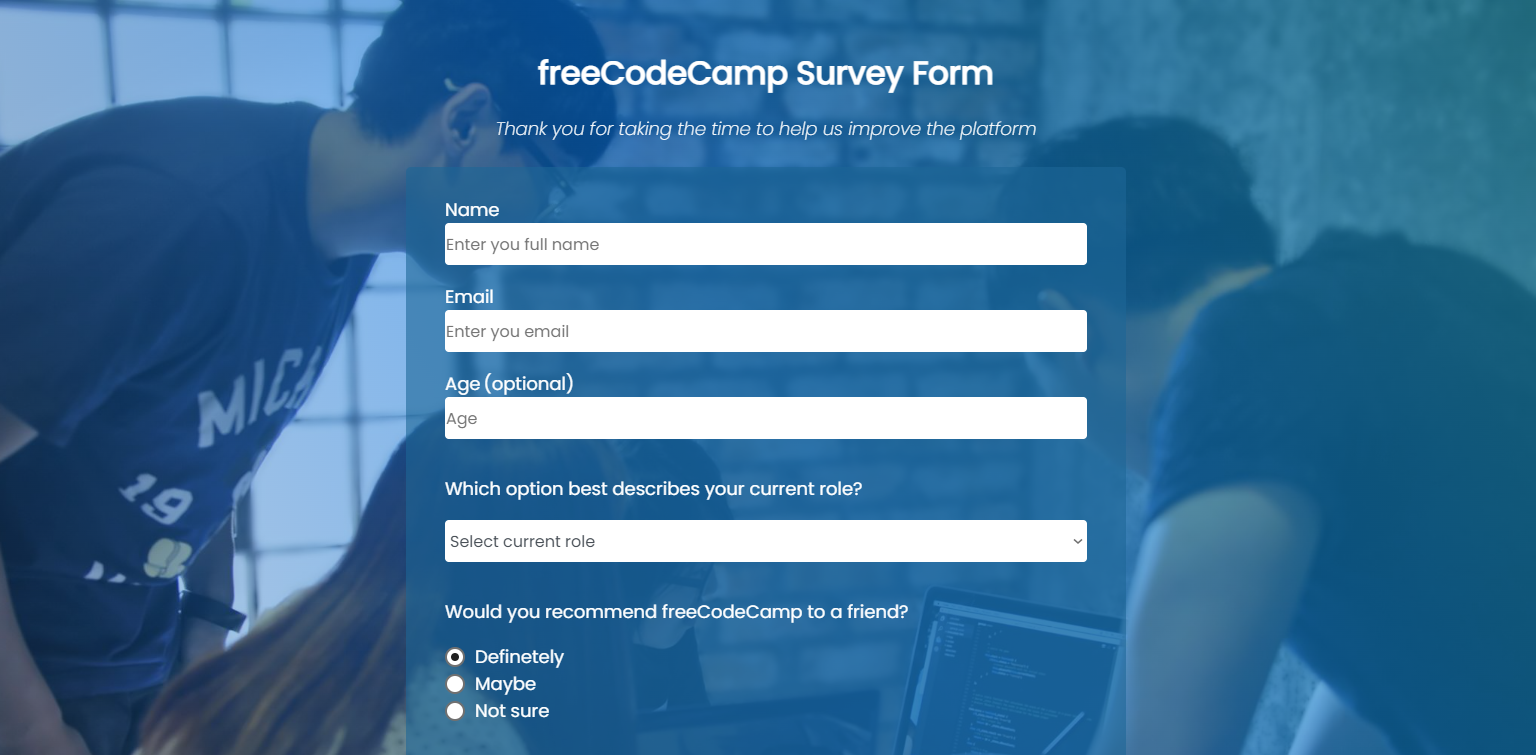 freeCodeCamp Survey Form
Thank you for taking the time to help us improve the platform
Name
Enter you full name
Email
Enter you email
Age (optional)
Age
Which option best describes your current role?
Select current role
Would you recommend freeCodeCamp to a friend?
Definetely
Maybe
Not sure
19